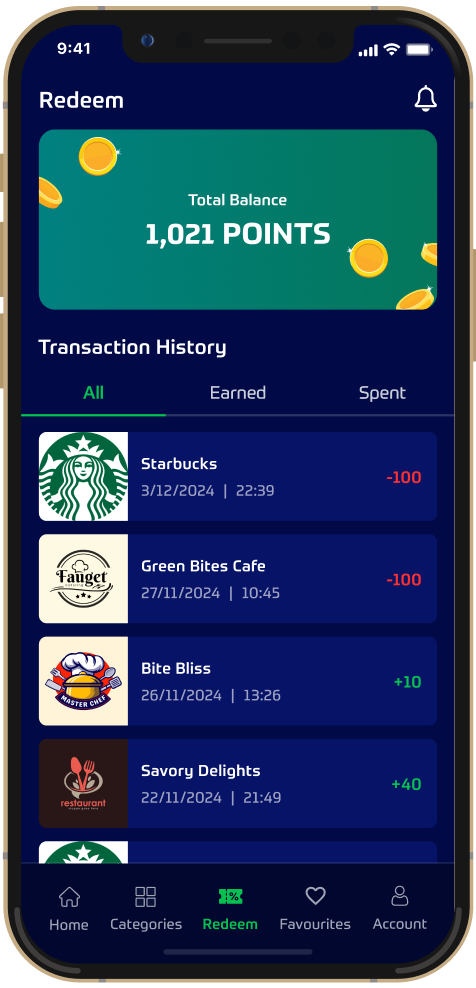 9:41
Redeem
Total Balance
1,021 POINTS
Transaction History
All Earned Spent
Starbucks
3/12/2024 | 22:39
-100
Fauget
Green Bites Cafe
27/11/2024 | 10:45
-100
MASTER CHEF
Bite Bliss
26/11/2024 | 13:26
+10
restaurant
Savory Delights
22/11/2024 | 21:49
+40
%
Home Categories Redeem Favourites Account